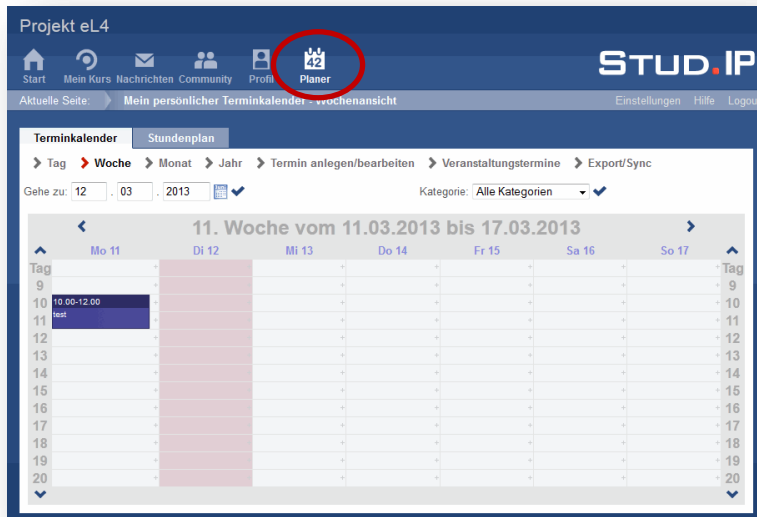 Projekt eL4
42
Start Mein Kurs Nachrichten Community Profil Planer
STUD.IP
Aktuelle Seite: Mein persönlicher Terminkalender - Wochenansicht Einstellungen Hilfe Logou
Terminkalender Stundenplan
Tag Woche Monat Jahr Termin anlegen/bearbeiten Veranstaltungstermine Export/Sync
Gehe zu: 12 . 03 . 2013 Kategorie: Alle Kategorien
11. Woche vom 11.03.2013 bis 17.03.2013
Mo 11 Di 12 Mi 13 Do 14 Fr 15 Sa 16 So 17
Tag + + + + + + + Tag
9 + + + + + + + 9
10 10.00-12.00 + + + + + + + 10
11 test + + + + + + + 11
12 + + + + + + + 12
13 + + + + + + + 13
14 + + + + + + + 14
15 + + + + + + + 15
16 + + + + + + + 16
17 + + + + + + + 17
18 + + + + + + + 18
19 + + + + + + + 19
20 + + + + + + + 20